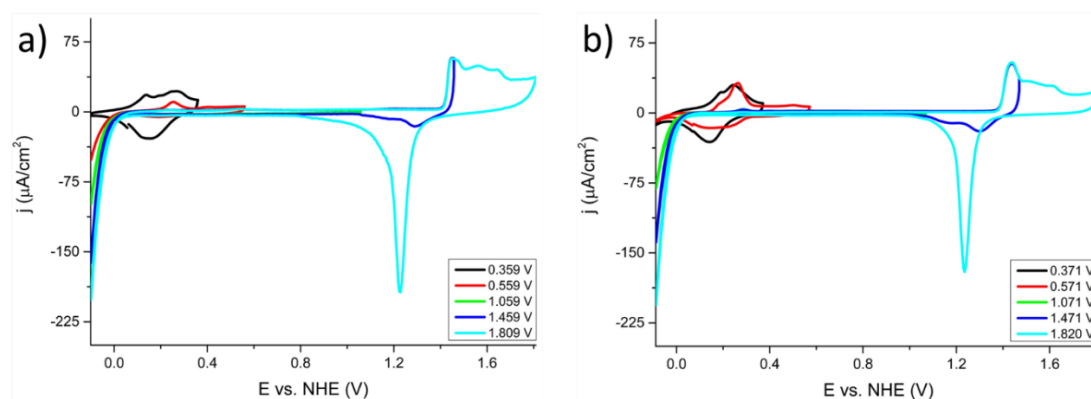 a)
75
0
-75
-150
-225
j (µA/cm²)
0.0 0.4 0.8 1.2 1.6
E vs. NHE (V)
0.359 V
0.559 V
1.059 V
1.459 V
1.809 V
b)
75
0
-75
-150
-225
j (µA/cm²)
0.0 0.4 0.8 1.2 1.6
E vs. NHE (V)
0.371 V
0.571 V
1.071 V
1.471 V
1.820 V